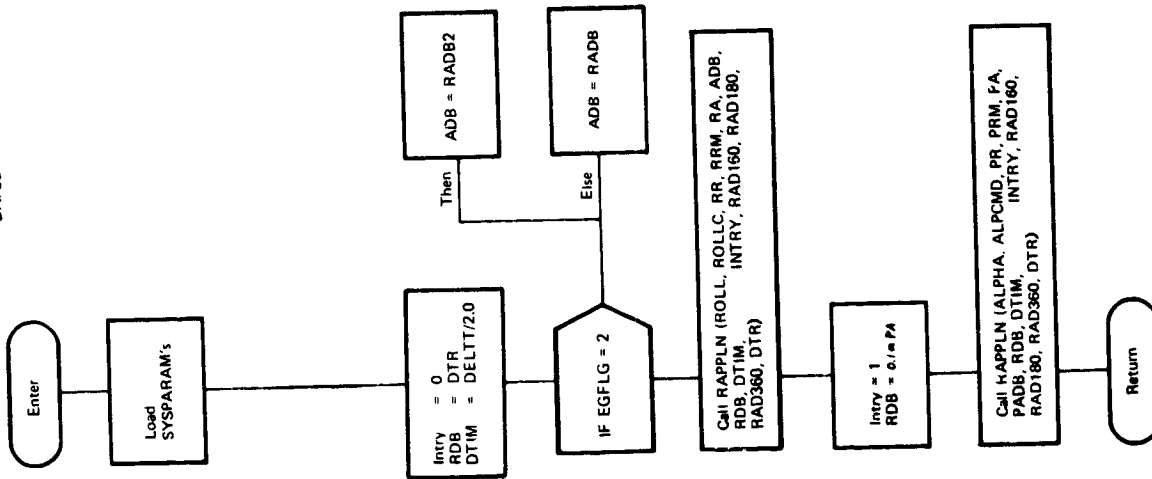 Enter
Load
SYSPARAM's
Intry = 0
RDB = DTR
DTIM = DELTT/2.0
IF EGFLG = 2
Then
ADB = RADB2
Else
ADB = RADB
Call RAPPLN (ROLL, ROLLC, RR, RRM, RA, ADB,
RDB, DTIM,
INTRY, RAD160, RAD180,
RAD360, DTR)
Intry = 1
RDB =
Call RAPPLN (ALPHA. ALPCMD, PR, PRM, PA,
PADB, RDB, DTIM,
INTRY, RAD160,
RAD180, RAD360, DTR)
Return